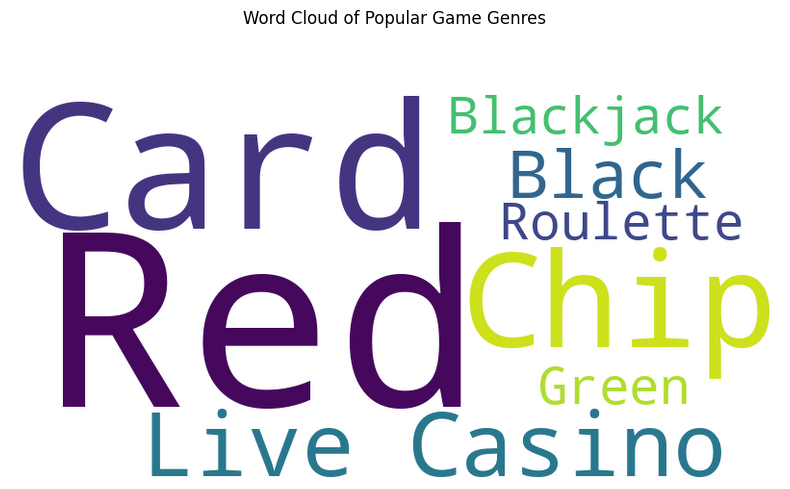 Word Cloud of Popular Game Genres
Card
Blackjack
Black
Roulette
Red
Chip
Green
Live Casino